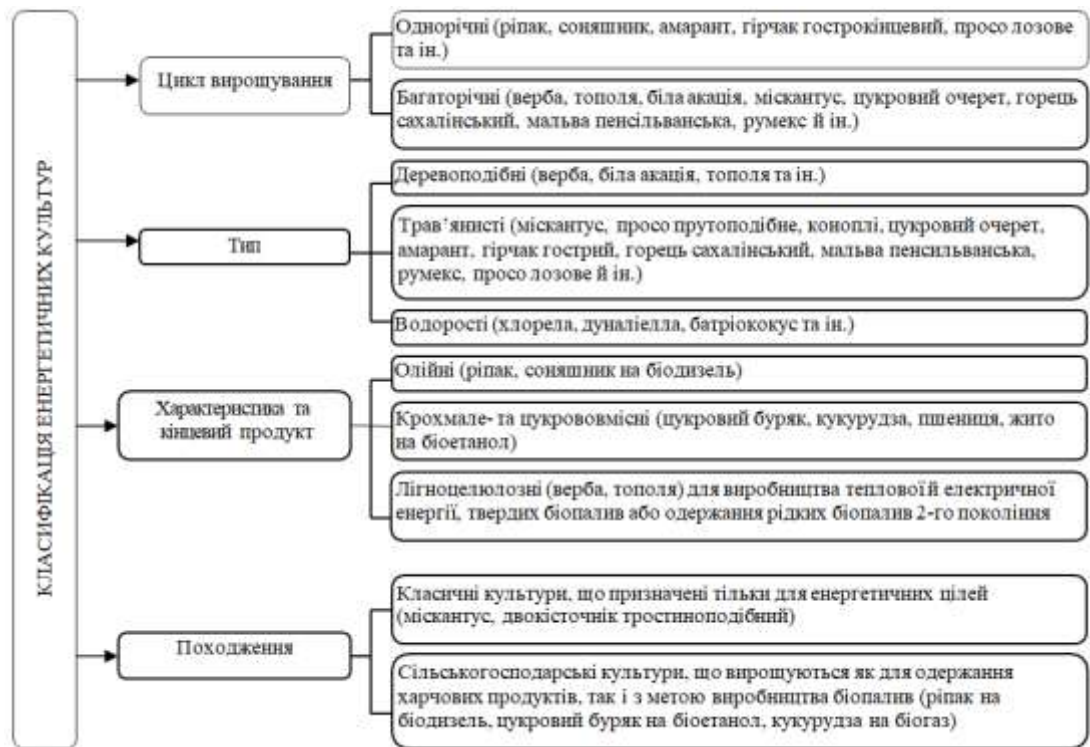 КЛАСИФІКАЦІЯ ЕНЕРГЕТИЧНИХ КУЛЬТУР
Цикл вирощування
Однорічні (ріпак, соняшник, амарант, гірчак гострокінцевий, просо лозове
та ін.)
Багаторічні (верба, тополя, біла акація, міскантус, цукровий очерет, горець
сахалінський, мальва пенсільванська, румекс й ін.)
Тип
Деревоподібні (верба, біла акація, тополя та ін.)
Трав’янисті (міскантус, просо прутоподібне, коноплі, цукровий очерет,
амарант, гірчак гострий, горець сахалінський, мальва пенсильванська,
румекс, просо лозове й ін.)
Водорості (хлорела, дуналіелла, батріококус та ін.)
Характеристика та
кінцевий продукт
Олійні (ріпак, соняшник на біодизель)
Крохмале- та цукрововмісні (цукровий буряк, кукурудза, пшениця, жито
на біоетанол)
Лігноцелюлозні (верба, тополя) для виробництва теплової й електричної
енергії, твердих біопалив або одержання рідких біопалив 2-го покоління
Походження
Класичні культури, що призначені тільки для енергетичних цілей
(міскантус, двокісточнік тростиноподібний)
Сільськогосподарські культури, що вирощуються як для одержання
харчових продуктів, так і з метою виробництва біопалив (ріпак на
біодизель, цукровий буряк на біоетанол, кукурудза на біогаз)